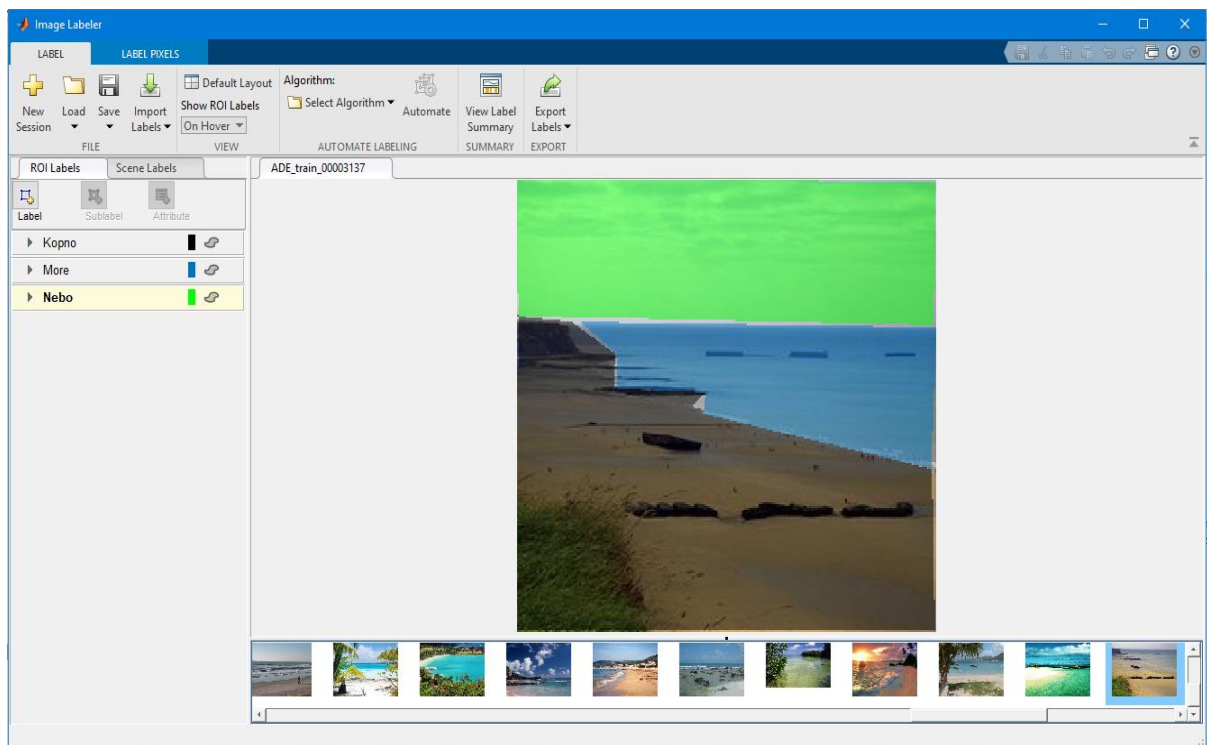 Image Labeler
LABEL
LABEL PIXELS
New Session
Load
Save
Import Labels
FILE
Default Layout
Show ROI Labels
On Hover
VIEW
Algorithm:
Select Algorithm
Automate
AUTOMATE LABELING
View Label Summary
SUMMARY
Export Labels
EXPORT
ROI Labels
Scene Labels
ADE_train_00003137
Label
Sublabel
Attribute
Kopno
More
Nebo